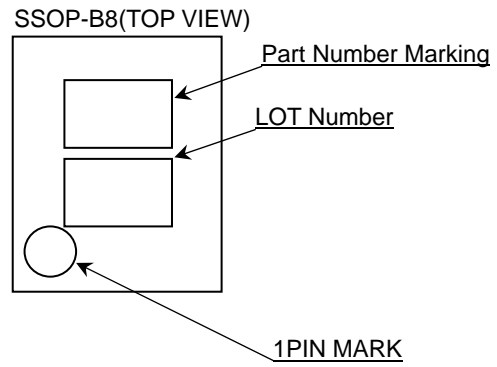 SSOP-B8(TOP VIEW)
Part Number Marking
LOT Number
1PIN MARK